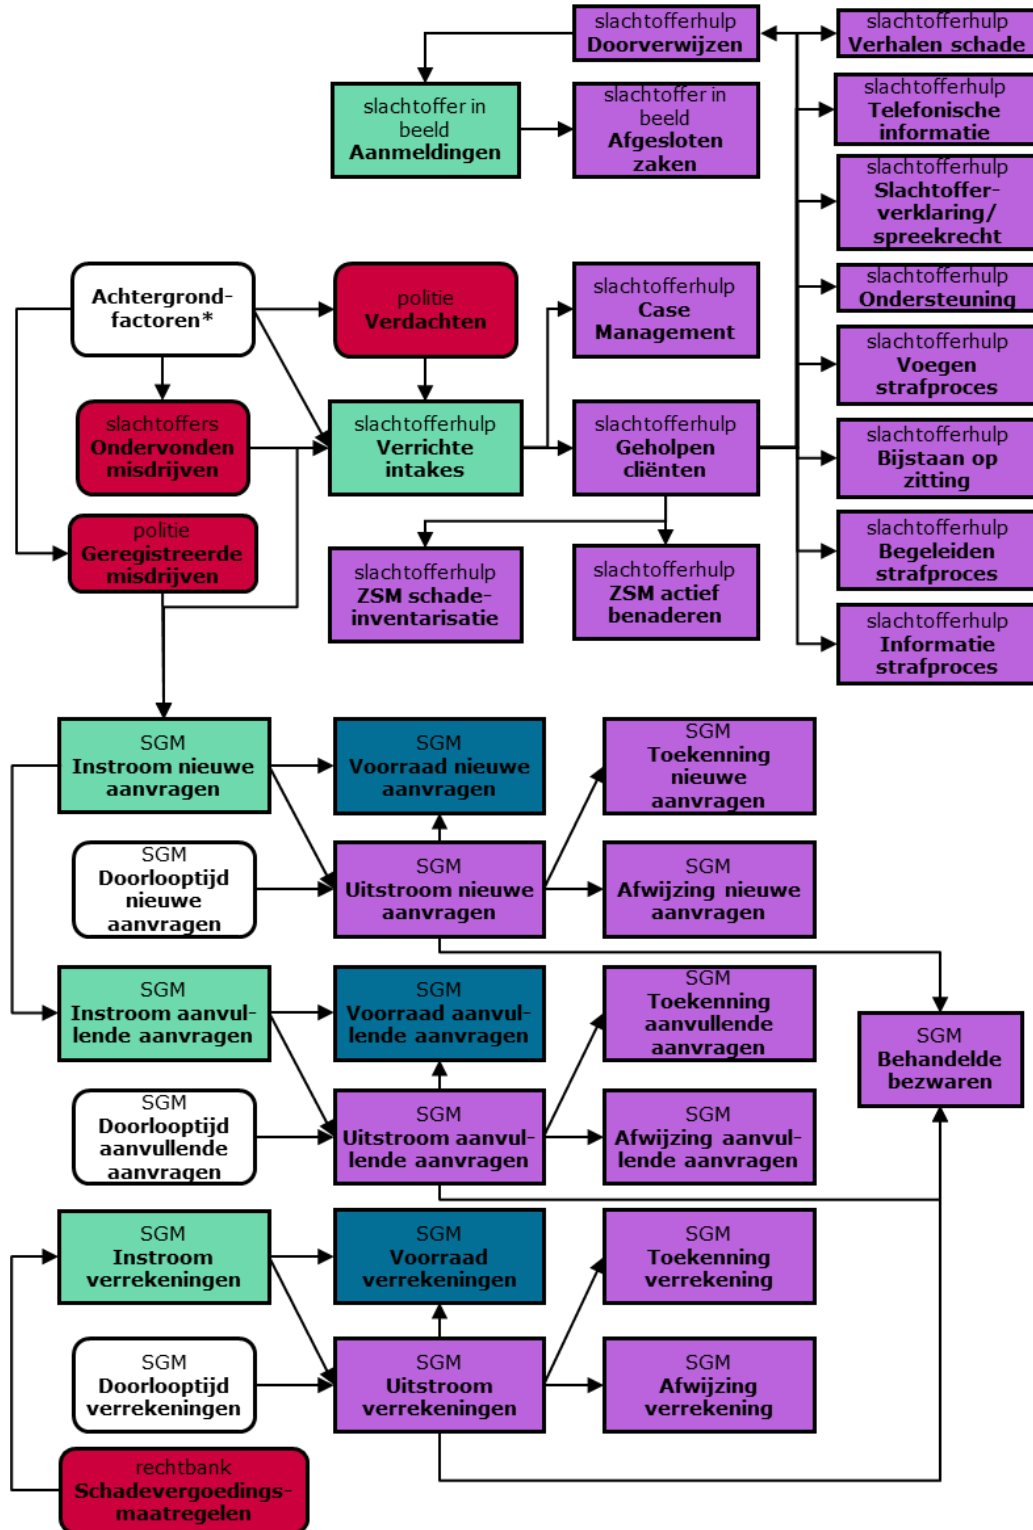 slachtofferhulp
Doorverwijzen
slachtofferhulp
Verhalen schade
slachtoffer in
beeld
Aanmeldingen
slachtoffer in
beeld
Afgesloten
zaken
slachtofferhulp
Telefonische
informatie
slachtofferhulp
Slachtoffer-
verklaring/
spreekrecht
Achtergrond-
factoren*
politie
Verdachten
slachtofferhulp
Case
Management
slachtofferhulp
Ondersteuning
slachtofferhulp
Voegen
strafproces
slachtoffers
Ondervonden
misdrijven
slachtofferhulp
Verrichte
intakes
slachtofferhulp
Geholpen
cliënten
slachtofferhulp
Bijstaan op
zitting
politie
Geregistreerde
misdrijven
slachtofferhulp
ZSM schade-
inventarisatie
slachtofferhulp
ZSM actief
benaderen
slachtofferhulp
Begeleiden
strafproces
slachtofferhulp
Informatie
strafproces
SGM
Instroom nieuwe
aanvragen
SGM
Voorraad nieuwe
aanvragen
SGM
Toekenning
nieuwe
aanvragen
SGM
Doorlooptijd
nieuwe
aanvragen
SGM
Uitstroom nieuwe
aanvragen
SGM
Afwijzing nieuwe
aanvragen
SGM
Instroom aanvul-
lende aanvragen
SGM
Voorraad aanvul-
lende aanvragen
SGM
Toekenning
aanvullende
aanvragen
SGM
Behandelde
bezwaren
SGM
Doorlooptijd
aanvullende
aanvragen
SGM
Uitstroom aanvul-
lende aanvragen
SGM
Afwijzing aanvul-
lende aanvragen
SGM
Instroom
verrekeningen
SGM
Voorraad
verrekeningen
SGM
Toekenning
verrekening
SGM
Doorlooptijd
verrekeningen
SGM
Uitstroom
verrekeningen
SGM
Afwijzing
verrekening
rechtbank
Schadevergoedings-
maatregelen